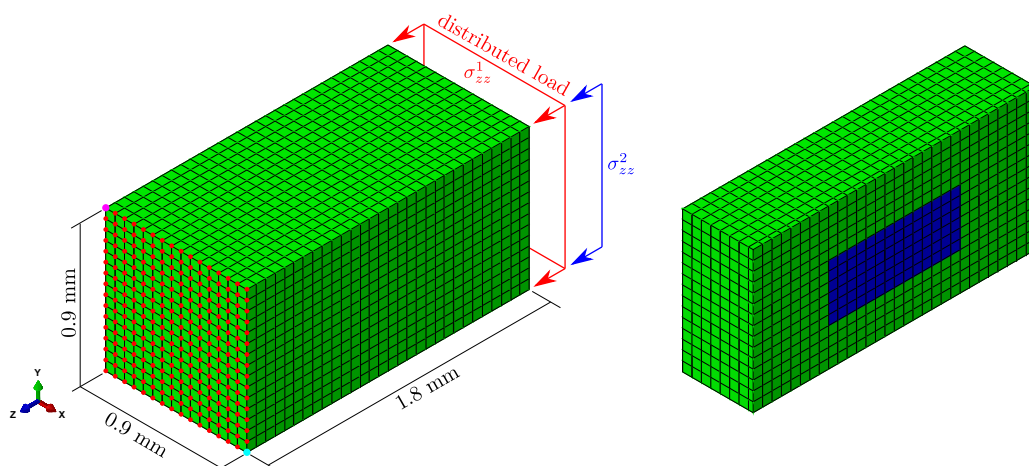 distributed load
σ¹zz
σ²zz
0.9 mm
1.8 mm
0.9 mm
Y
Z
X